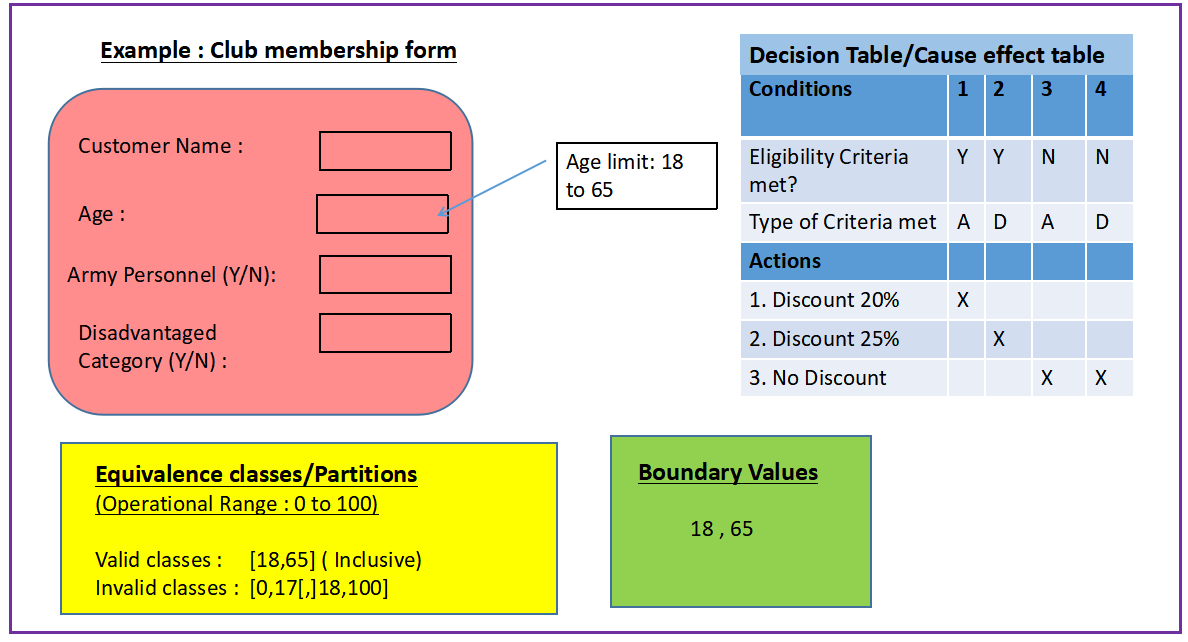 Example : Club membership form
Customer Name :
Age :
Army Personnel (Y/N):
Disadvantaged
Category (Y/N) :
Age limit: 18
to 65
Decision Table/Cause effect table
Conditions 1 2 3 4
Eligibility Criteria
met? Y Y N N
Type of Criteria met A D A D
Actions
1. Discount 20% X
2. Discount 25% X
3. No Discount X X
Equivalence classes/Partitions
(Operational Range : 0 to 100)
Valid classes : [18,65] ( Inclusive)
Invalid classes : [0,17[,]18,100]
Boundary Values
18 , 65